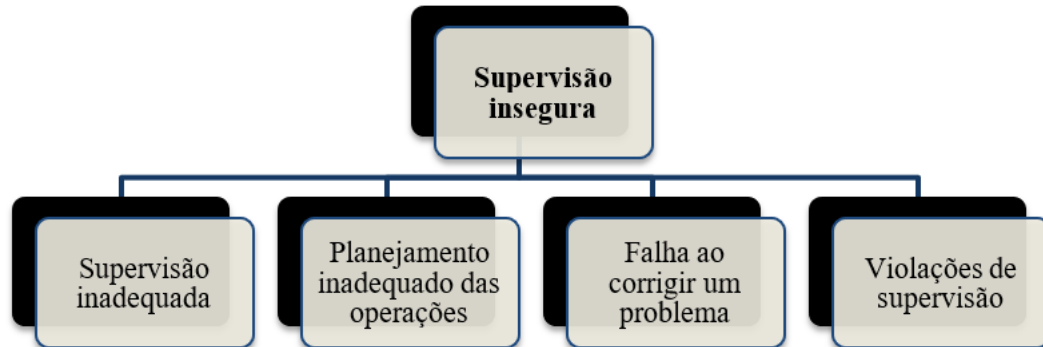 Supervisão
insegura
Supervisão
inadequada
Planejamento
inadequado das
operações
Falha ao
corrigir um
problema
Violações de
supervisão